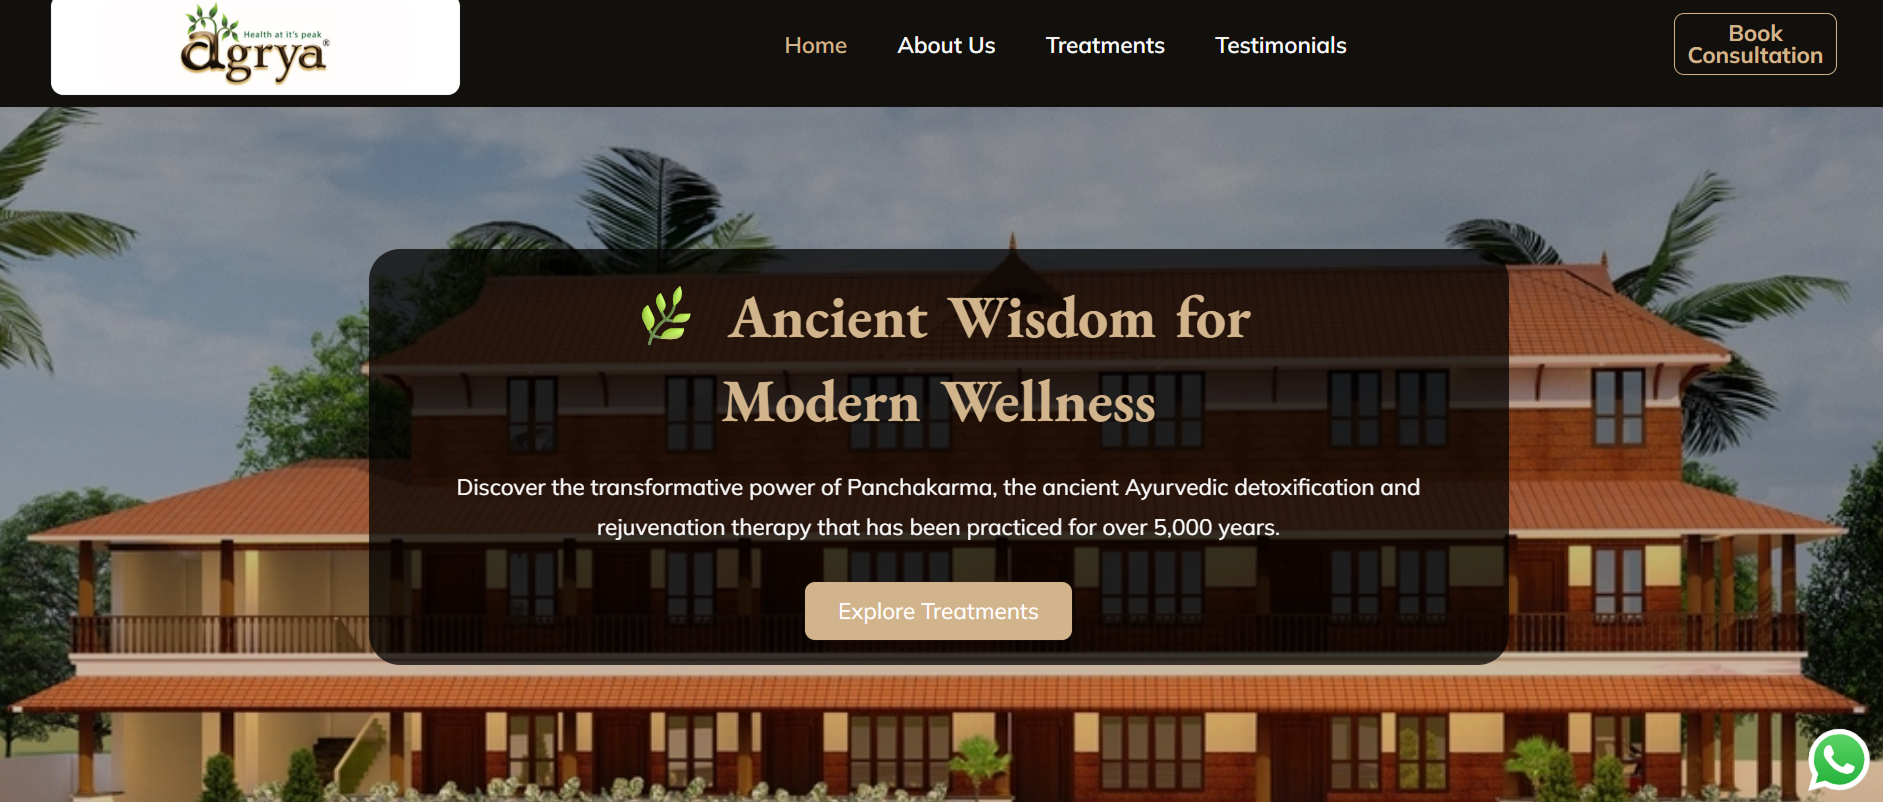 Health at it's peak
agrya®
Home
About Us
Treatments
Testimonials
Book
Consultation
🌿 Ancient Wisdom for
Modern Wellness
Discover the transformative power of Panchakarma, the ancient Ayurvedic detoxification and
rejuvenation therapy that has been practiced for over 5,000 years.
Explore Treatments